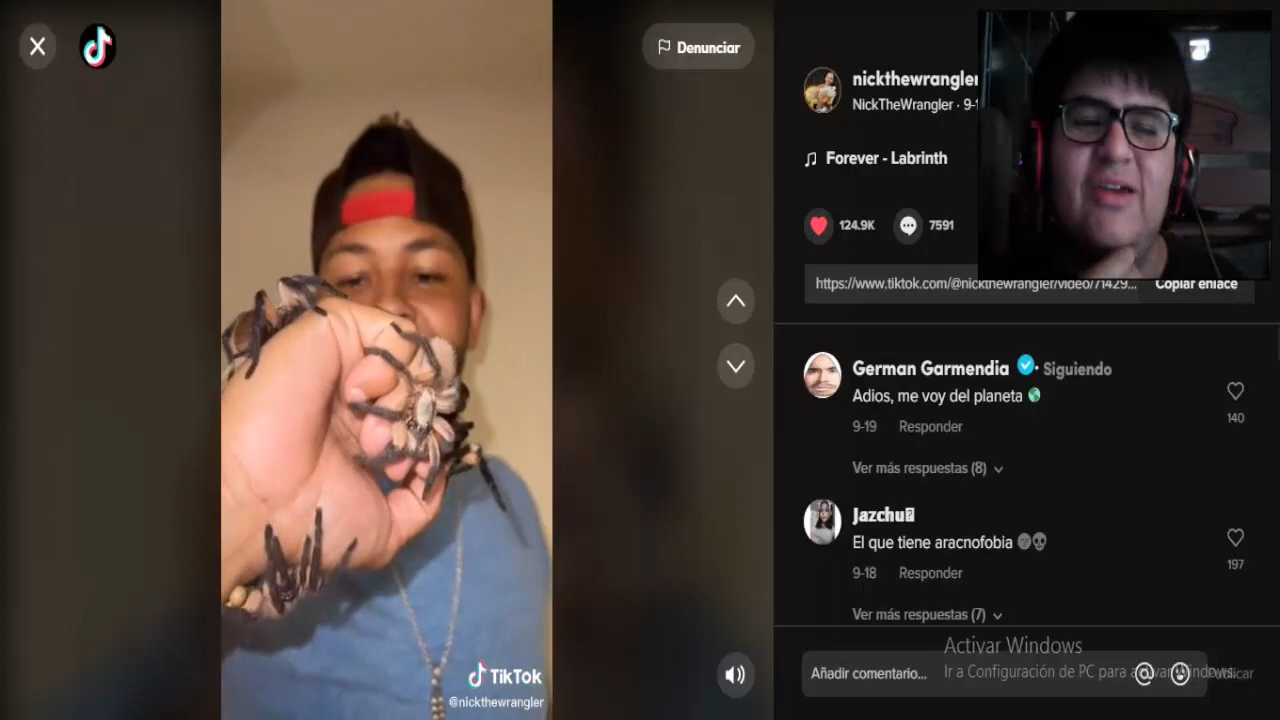 Denunciar
TikTok
@nickthewrangler
nickthewrangler
NickTheWrangler · 9-1
Forever - Labrinth
124.9K
7591
https://www.tiktok.com/@nickthewrangler/video/71429...
Copiar enlace
German Garmendia · Siguiendo
Adios, me voy del planeta
140
9-19 Responder
Ver más respuestas (8)
Jazchu
El que tiene aracnofobia
197
9-18 Responder
Ver más respuestas (7)
Activar Windows
Añadir comentario...
Ir a Configuración de PC para activar Windows.